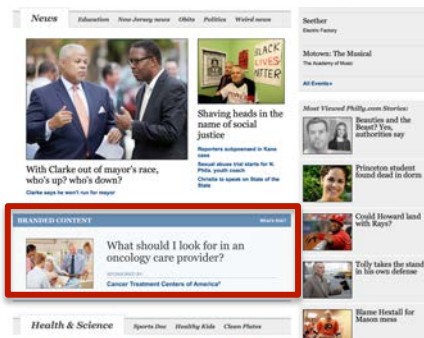 News Education New Jersey news Obits Politics Weird news
With Clarke out of mayor's race,
who's up? who's down?
Clarke says he won't run for mayor
BLACK
LIVES
MATTER
Shaving heads in the
name of social
justice
Reporters subpoenaed in Kane
case
Sexual abuse trial starts for N.
Phila. youth coach
Christie to speak on State of the
State
BRANDED CONTENT What's this?
What should I look for in an
oncology care provider?
SPONSORED BY
Cancer Treatment Centers of America®
Health & Science Sports Doc Healthy Kids Clean Plates
Seether
Electric Factory
Motown: The Musical
The Academy of Music
All Events»
Most Viewed Philly.com Stories:
Beauties and the
Beast? Yes,
authorities say
Princeton student
found dead in dorm
Could Howard land
with Rays?
Tolly takes the stand
in his own defense
Blame Hextall for
Mason mess